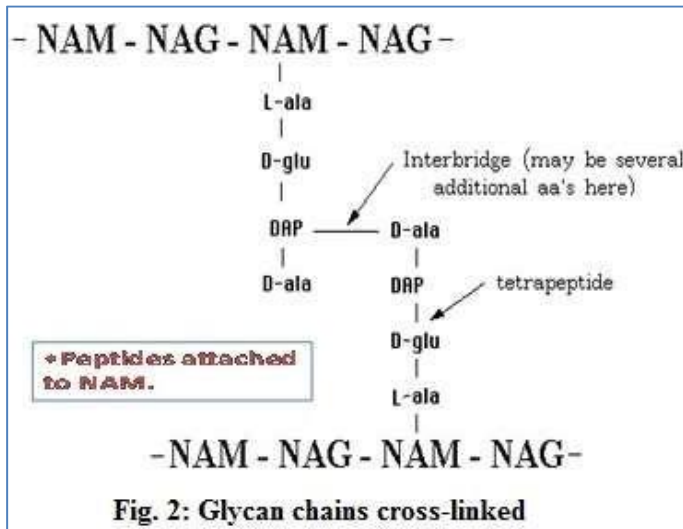 - NAM - NAG - NAM - NAG -
L-ala
D-glu
Interbridge (may be several
additional aa's here)
DAP
D-ala
D-ala
DAP
tetrapeptide
D-glu
* Peptides attached
to NAM.
L-ala
-NAM - NAG - NAM - NAG-
Fig. 2: Glycan chains cross-linked